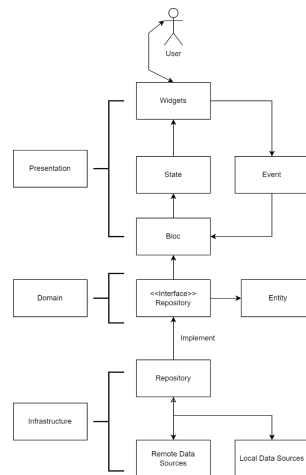 User
Widgets
Presentation
State
Event
Bloc
Domain
<<Interface>>
Repository
Entity
Implement
Repository
Infrastructure
Remote Data
Sources
Local Data Sources